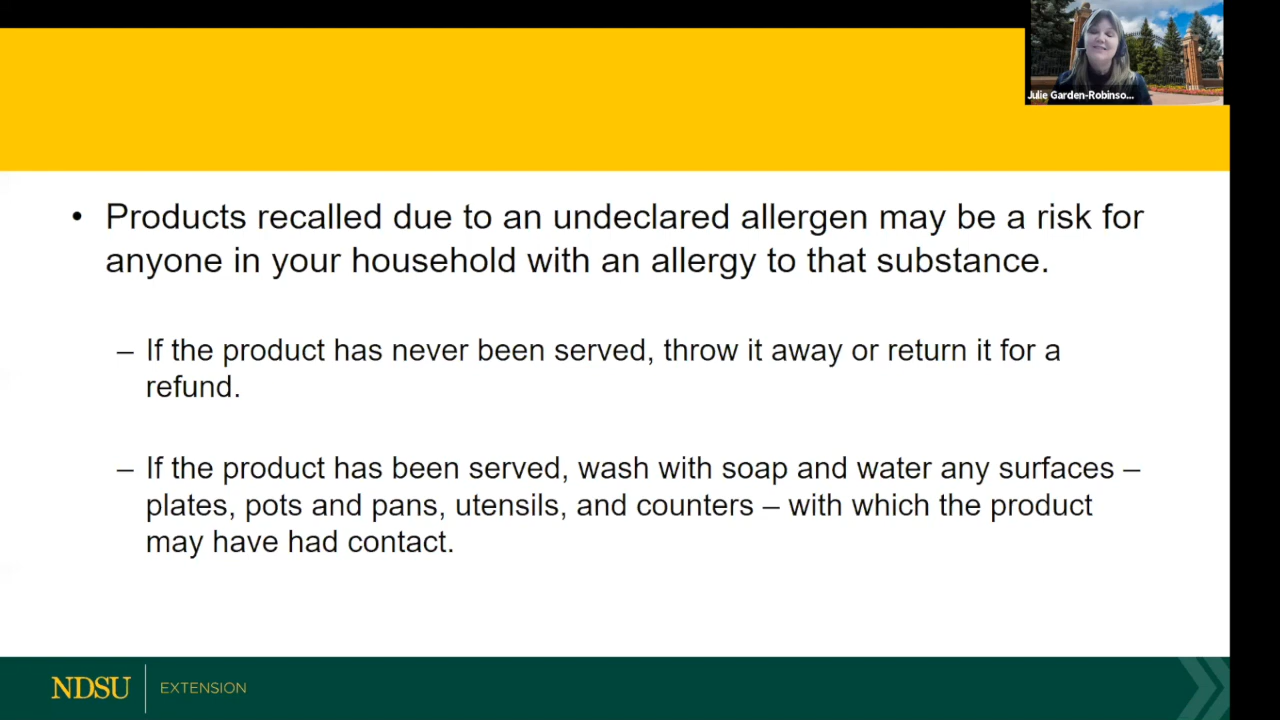 Julie Garden-Robinso...
• Products recalled due to an undeclared allergen may be a risk for
anyone in your household with an allergy to that substance.
– If the product has never been served, throw it away or return it for a
refund.
– If the product has been served, wash with soap and water any surfaces –
plates, pots and pans, utensils, and counters – with which the product
may have had contact.
NDSU EXTENSION